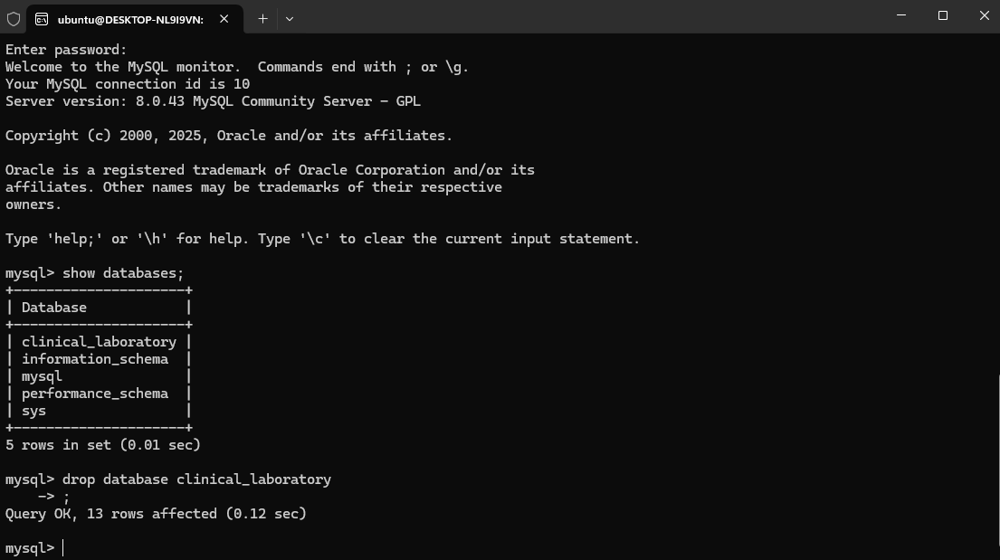 ubuntu@DESKTOP-NL9I9VN:
Enter password:
Welcome to the MySQL monitor.  Commands end with ; or \g.
Your MySQL connection id is 10
Server version: 8.0.43 MySQL Community Server - GPL

Copyright (c) 2000, 2025, Oracle and/or its affiliates.

Oracle is a registered trademark of Oracle Corporation and/or its
affiliates. Other names may be trademarks of their respective
owners.

Type 'help;' or '\h' for help. Type '\c' to clear the current input statement.

mysql> show databases;
+---------------------+
| Database            |
+---------------------+
| clinical_laboratory |
| information_schema  |
| mysql               |
| performance_schema  |
| sys                 |
+---------------------+
5 rows in set (0.01 sec)

mysql> drop database clinical_laboratory
    -> ;
Query OK, 13 rows affected (0.12 sec)

mysql>